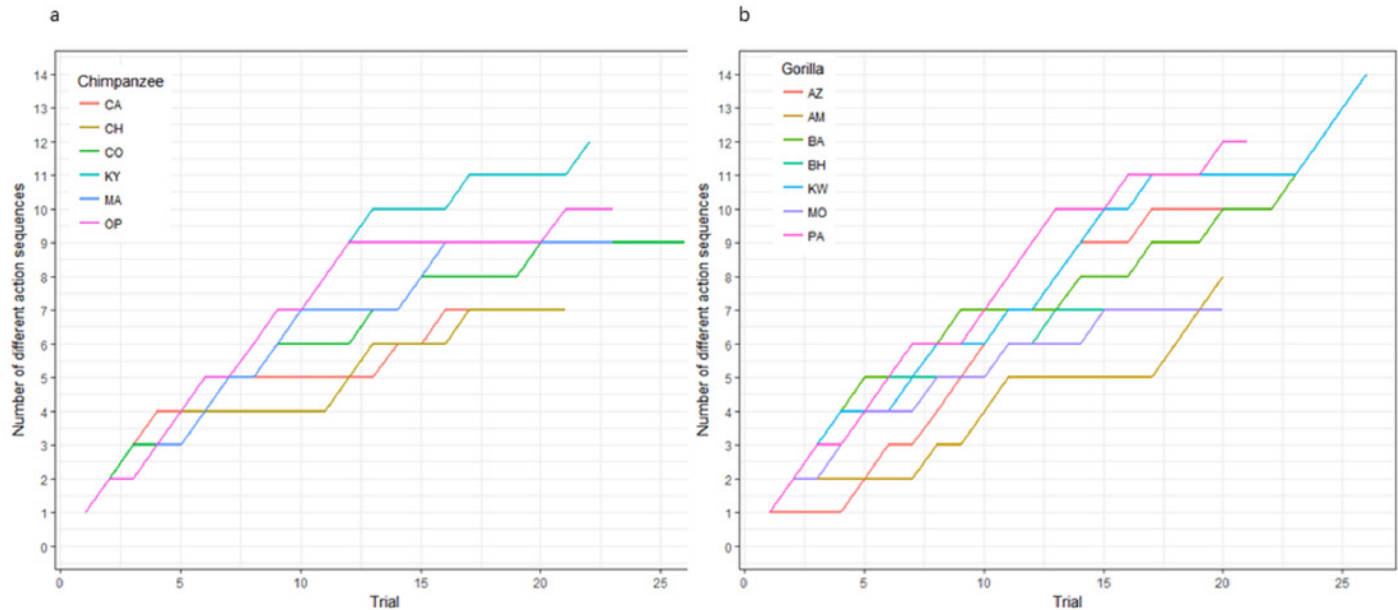 a
Chimpanzee
CA
CH
CO
KY
MA
OP
Number of different action sequences
14
13
12
11
10
9
8
7
6
5
4
3
2
1
0
0 5 10 15 20 25
Trial
b
Gorilla
AZ
AM
BA
BH
KW
MO
PA
Number of different action sequences
14
13
12
11
10
9
8
7
6
5
4
3
2
1
0
0 5 10 15 20 25
Trial